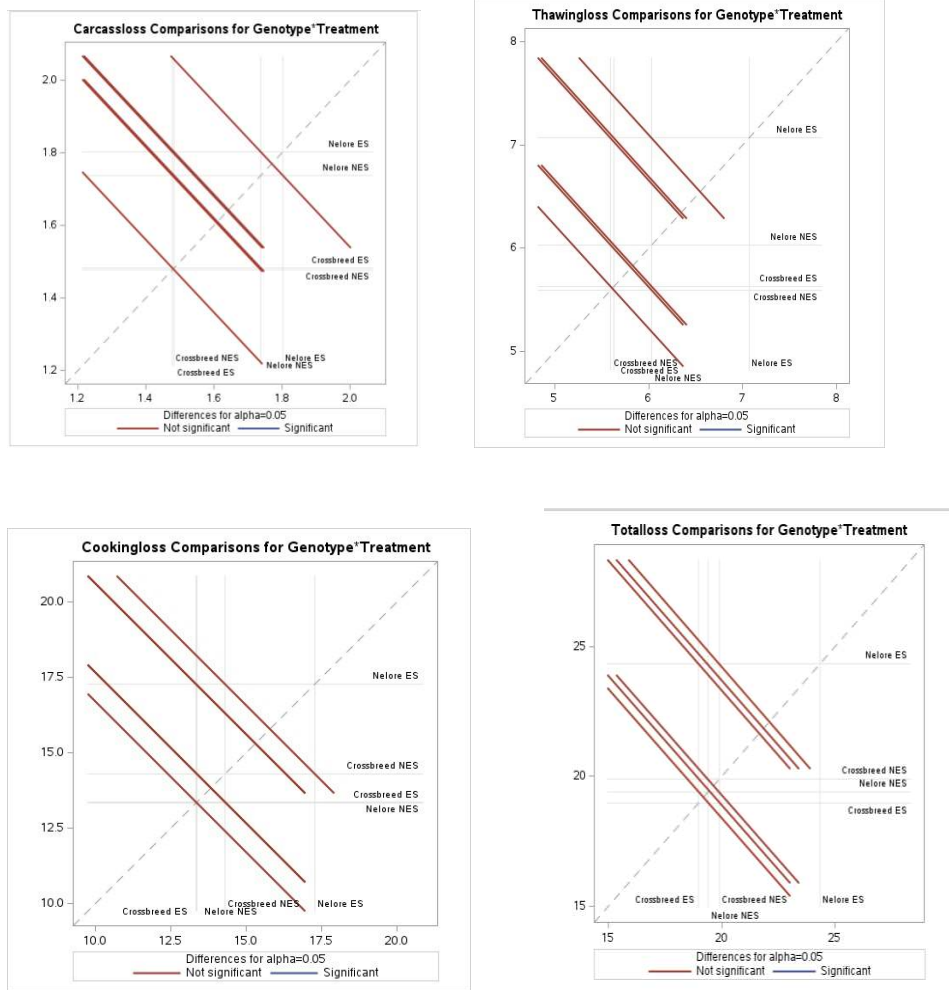 Carcassloss Comparisons for Genotype*Treatment
2.0
1.8
1.6
1.4
1.2
Nelore ES
Nelore NES
Crossbreed ES
Crossbreed NES
Crossbreed NES
Nelore ES
Nelore NES
Crossbreed ES
1.2 1.4 1.6 1.8 2.0
Differences for alpha=0.05
Not significant Significant
Thawingloss Comparisons for Genotype*Treatment
8
7
6
5
Nelore ES
Nelore NES
Crossbreed ES
Crossbreed NES
Crossbreed NES
Nelore ES
Crossbreed ES
Nelore NES
5 6 7 8
Differences for alpha=0.05
Not significant Significant
Cookingloss Comparisons for Genotype*Treatment
20.0
17.5
15.0
12.5
10.0
Nelore ES
Crossbreed NES
Crossbreed ES
Nelore NES
Crossbreed NES
Nelore ES
Crossbreed ES
Nelore NES
10.0 12.5 15.0 17.5 20.0
Differences for alpha=0.05
Not significant Significant
Totalloss Comparisons for Genotype*Treatment
25
20
15
Nelore ES
Crossbreed NES
Nelore NES
Crossbreed ES
Crossbreed ES
Crossbreed NES
Nelore ES
Nelore NES
15 20 25
Differences for alpha=0.05
Not significant Significant